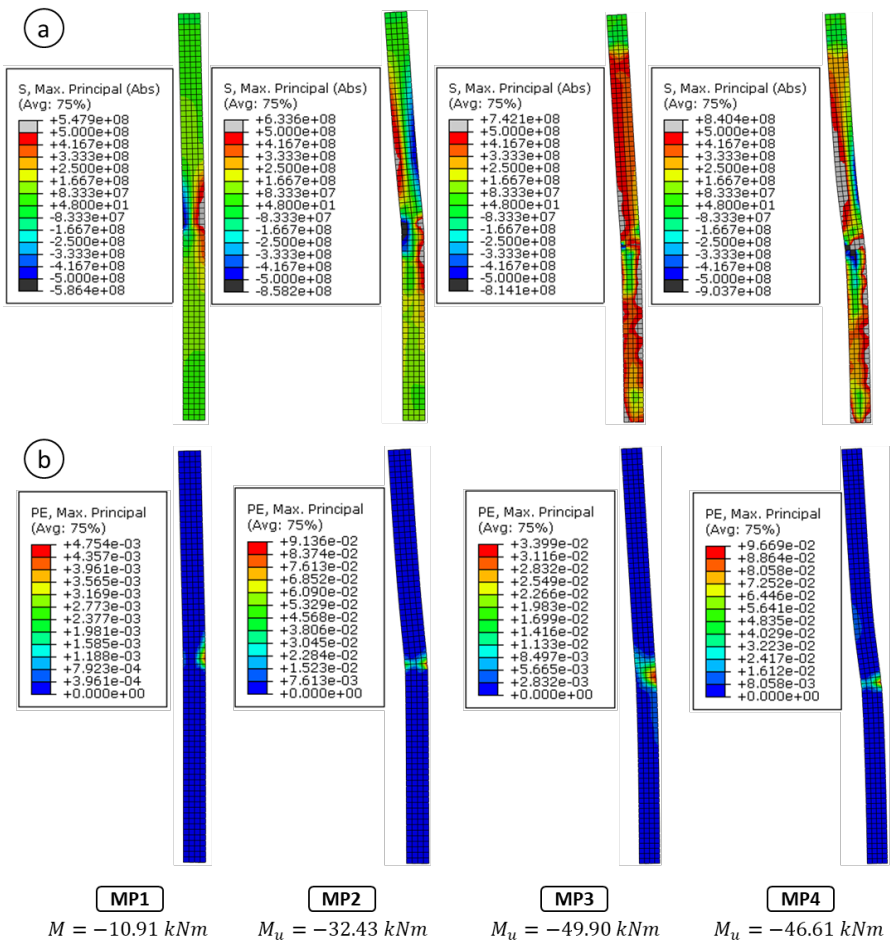 a
S, Max. Principal (Abs)
(Avg: 75%)
+5.479e+08
+5.000e+08
+4.167e+08
+3.333e+08
+2.500e+08
+1.667e+08
+8.333e+07
+4.800e+01
-8.333e+07
-1.667e+08
-2.500e+08
-3.333e+08
-4.167e+08
-5.000e+08
-5.864e+08
S, Max. Principal (Abs)
(Avg: 75%)
+6.336e+08
+5.000e+08
+4.167e+08
+3.333e+08
+2.500e+08
+1.667e+08
+8.333e+07
+4.800e+01
-8.333e+07
-1.667e+08
-2.500e+08
-3.333e+08
-4.167e+08
-5.000e+08
-8.582e+08
S, Max. Principal (Abs)
(Avg: 75%)
+7.421e+08
+5.000e+08
+4.167e+08
+3.333e+08
+2.500e+08
+1.667e+08
+8.333e+07
+4.800e+01
-8.333e+07
-1.667e+08
-2.500e+08
-3.333e+08
-4.167e+08
-5.000e+08
-8.141e+08
S, Max. Principal (Abs)
(Avg: 75%)
+8.404e+08
+5.000e+08
+4.167e+08
+3.333e+08
+2.500e+08
+1.667e+08
+8.333e+07
+4.800e+01
-8.333e+07
-1.667e+08
-2.500e+08
-3.333e+08
-4.167e+08
-5.000e+08
-9.037e+08
b
PE, Max. Principal
(Avg: 75%)
+4.754e-03
+4.357e-03
+3.961e-03
+3.565e-03
+3.169e-03
+2.773e-03
+2.377e-03
+1.981e-03
+1.585e-03
+1.188e-03
+7.923e-04
+3.961e-04
+0.000e+00
PE, Max. Principal
(Avg: 75%)
+9.136e-02
+8.374e-02
+7.613e-02
+6.852e-02
+6.090e-02
+5.329e-02
+4.568e-02
+3.806e-02
+3.045e-02
+2.284e-02
+1.523e-02
+7.613e-03
+0.000e+00
PE, Max. Principal
(Avg: 75%)
+3.399e-02
+3.116e-02
+2.832e-02
+2.549e-02
+2.266e-02
+1.983e-02
+1.699e-02
+1.416e-02
+1.133e-02
+8.497e-03
+5.665e-03
+2.832e-03
+0.000e+00
PE, Max. Principal
(Avg: 75%)
+9.669e-02
+8.864e-02
+8.058e-02
+7.252e-02
+6.446e-02
+5.641e-02
+4.835e-02
+4.029e-02
+3.223e-02
+2.417e-02
+1.612e-02
+8.058e-03
+0.000e+00
MP1
M = −10.91 kNm
MP2
Mᵤ = −32.43 kNm
MP3
Mᵤ = −49.90 kNm
MP4
Mᵤ = −46.61 kNm